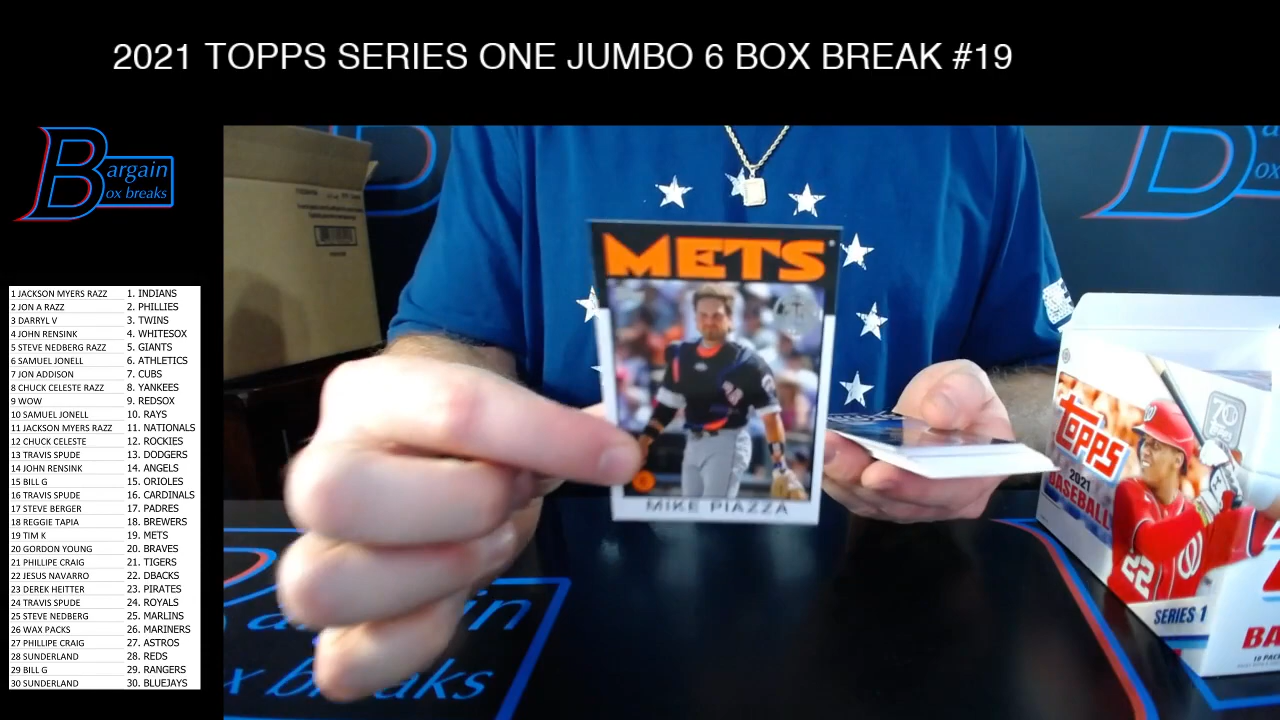 2021 TOPPS SERIES ONE JUMBO 6 BOX BREAK #19
Bargain
Box breaks
1 JACKSON MYERS RAZZ 1. INDIANS
2 JON A RAZZ 2. PHILLIES
3 DARRYL V 3. TWINS
4 JOHN RENSINK 4. WHITESOX
5 STEVE NEDBERG RAZZ 5. GIANTS
6 SAMUEL JONELL 6. ATHLETICS
7 JON ADDISON 7. CUBS
8 CHUCK CELESTE RAZZ 8. YANKEES
9 WOW 9. REDSOX
10 SAMUEL JONELL 10. RAYS
11 JACKSON MYERS RAZZ 11. NATIONALS
12 CHUCK CELESTE 12. ROCKIES
13 TRAVIS SPUDE 13. DODGERS
14 JOHN RENSINK 14. ANGELS
15 BILL G 15. ORIOLES
16 TRAVIS SPUDE 16. CARDINALS
17 STEVE BERGER 17. PADRES
18 REGGIE TAPIA 18. BREWERS
19 TIM K 19. METS
20 GORDON YOUNG 20. BRAVES
21 PHILLIPE CRAIG 21. TIGERS
22 JESUS NAVARRO 22. DBACKS
23 DEREK HEITTER 23. PIRATES
24 TRAVIS SPUDE 24. ROYALS
25 STEVE NEDBERG 25. MARLINS
26 WAX PACKS 26. MARINERS
27 PHILLIPE CRAIG 27. ASTROS
28 SUNDERLAND 28. REDS
29 BILL G 29. RANGERS
30 SUNDERLAND 30. BLUEJAYS
METS
MIKE PIAZZA
TOPPS
2021
BASEBALL
70
22
SERIES 1
BA
ain
x breaks